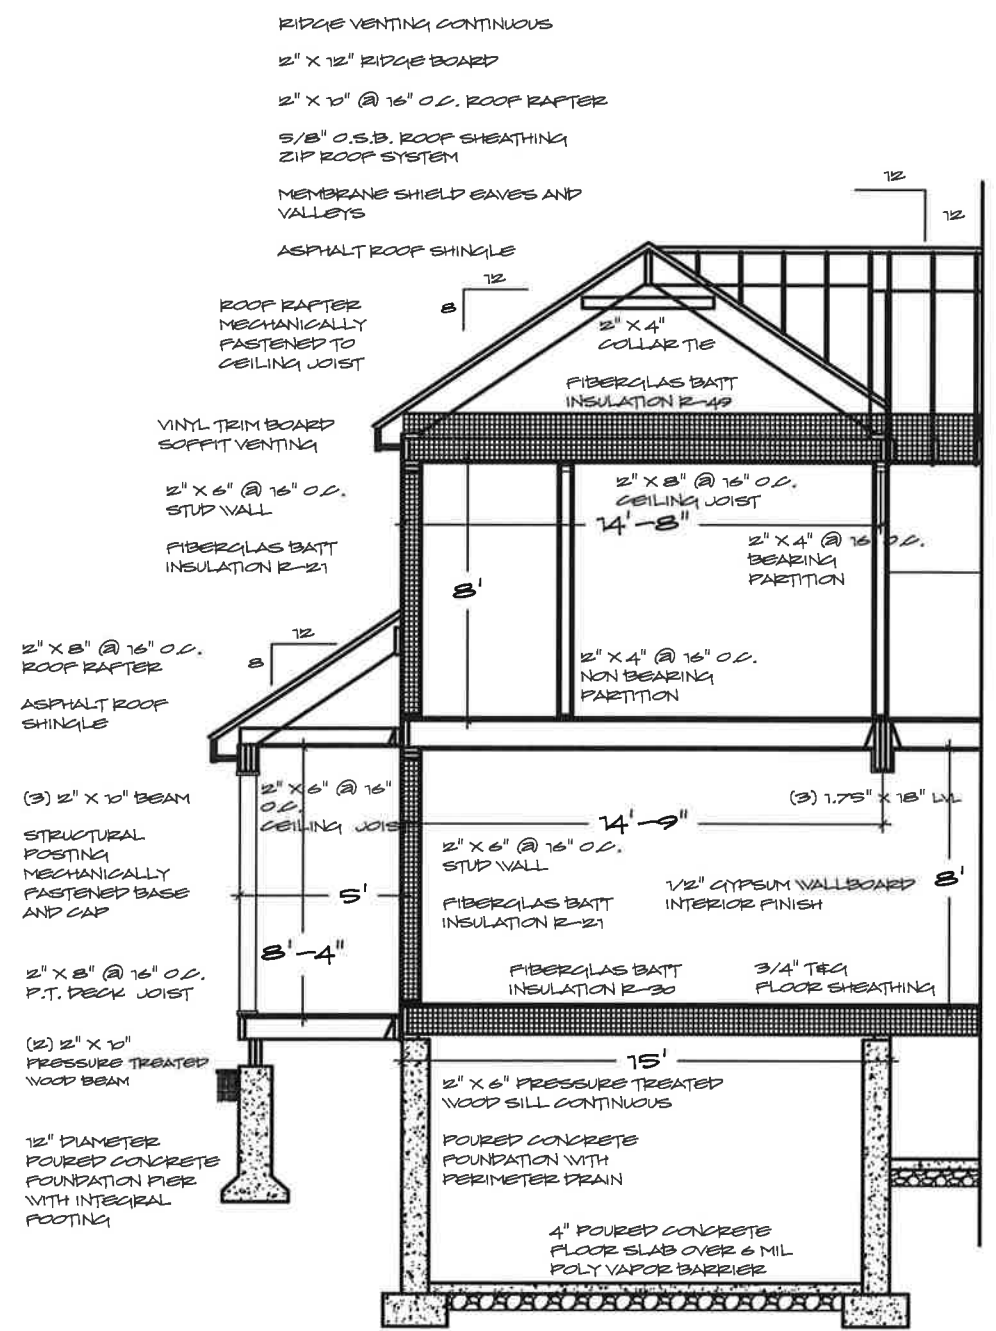 RIDGE VENTING CONTINUOUS
2" X 12" RIDGE BOARD
2" X 10" @ 16" O.C. ROOF RAFTER
5/8" O.S.B. ROOF SHEATHING
ZIP ROOF SYSTEM
MEMBRANE SHIELD EAVES AND
VALLEYS
ASPHALT ROOF SHINGLE
12
12
12
8
ROOF RAFTER
MECHANICALLY
FASTENED TO
CEILING JOIST
2" X 4"
COLLAR TIE
FIBERGLAS BATT
INSULATION R-49
VINYL TRIM BOARD
SOFFIT VENTING
2" X 6" @ 16" O.C.
STUD WALL
FIBERGLAS BATT
INSULATION R-21
2" X 8" @ 16" O.C.
CEILING JOIST
14'-8"
2" X 4" @ 16" O.C.
BEARING
PARTITION
8'
12
8
2" X 8" @ 16" O.C.
ROOF RAFTER
ASPHALT ROOF
SHINGLE
2" X 4" @ 16" O.C.
NON BEARING
PARTITION
(3) 2" X 10" BEAM
STRUCTURAL
POSTING
MECHANICALLY
FASTENED BASE
AND CAP
2" X 6" @ 16"
O.C.
CEILING JOIST
(3) 1.75" X 18" LVL
14'-9"
2" X 6" @ 16" O.C.
STUD WALL
FIBERGLAS BATT
INSULATION R-21
1/2" GYPSUM WALLBOARD
INTERIOR FINISH
8'
5'
8'-4"
2" X 8" @ 16" O.C.
P.T. DECK JOIST
FIBERGLAS BATT
INSULATION R-30
3/4" T&G
FLOOR SHEATHING
(2) 2" X 10"
PRESSURE TREATED
WOOD BEAM
15'
2" X 6" PRESSURE TREATED
WOOD SILL CONTINUOUS
12" DIAMETER
POURED CONCRETE
FOUNDATION PIER
WITH INTEGRAL
FOOTING
POURED CONCRETE
FOUNDATION WITH
PERIMETER DRAIN
4" POURED CONCRETE
FLOOR SLAB OVER 6 MIL
POLY VAPOR BARRIER